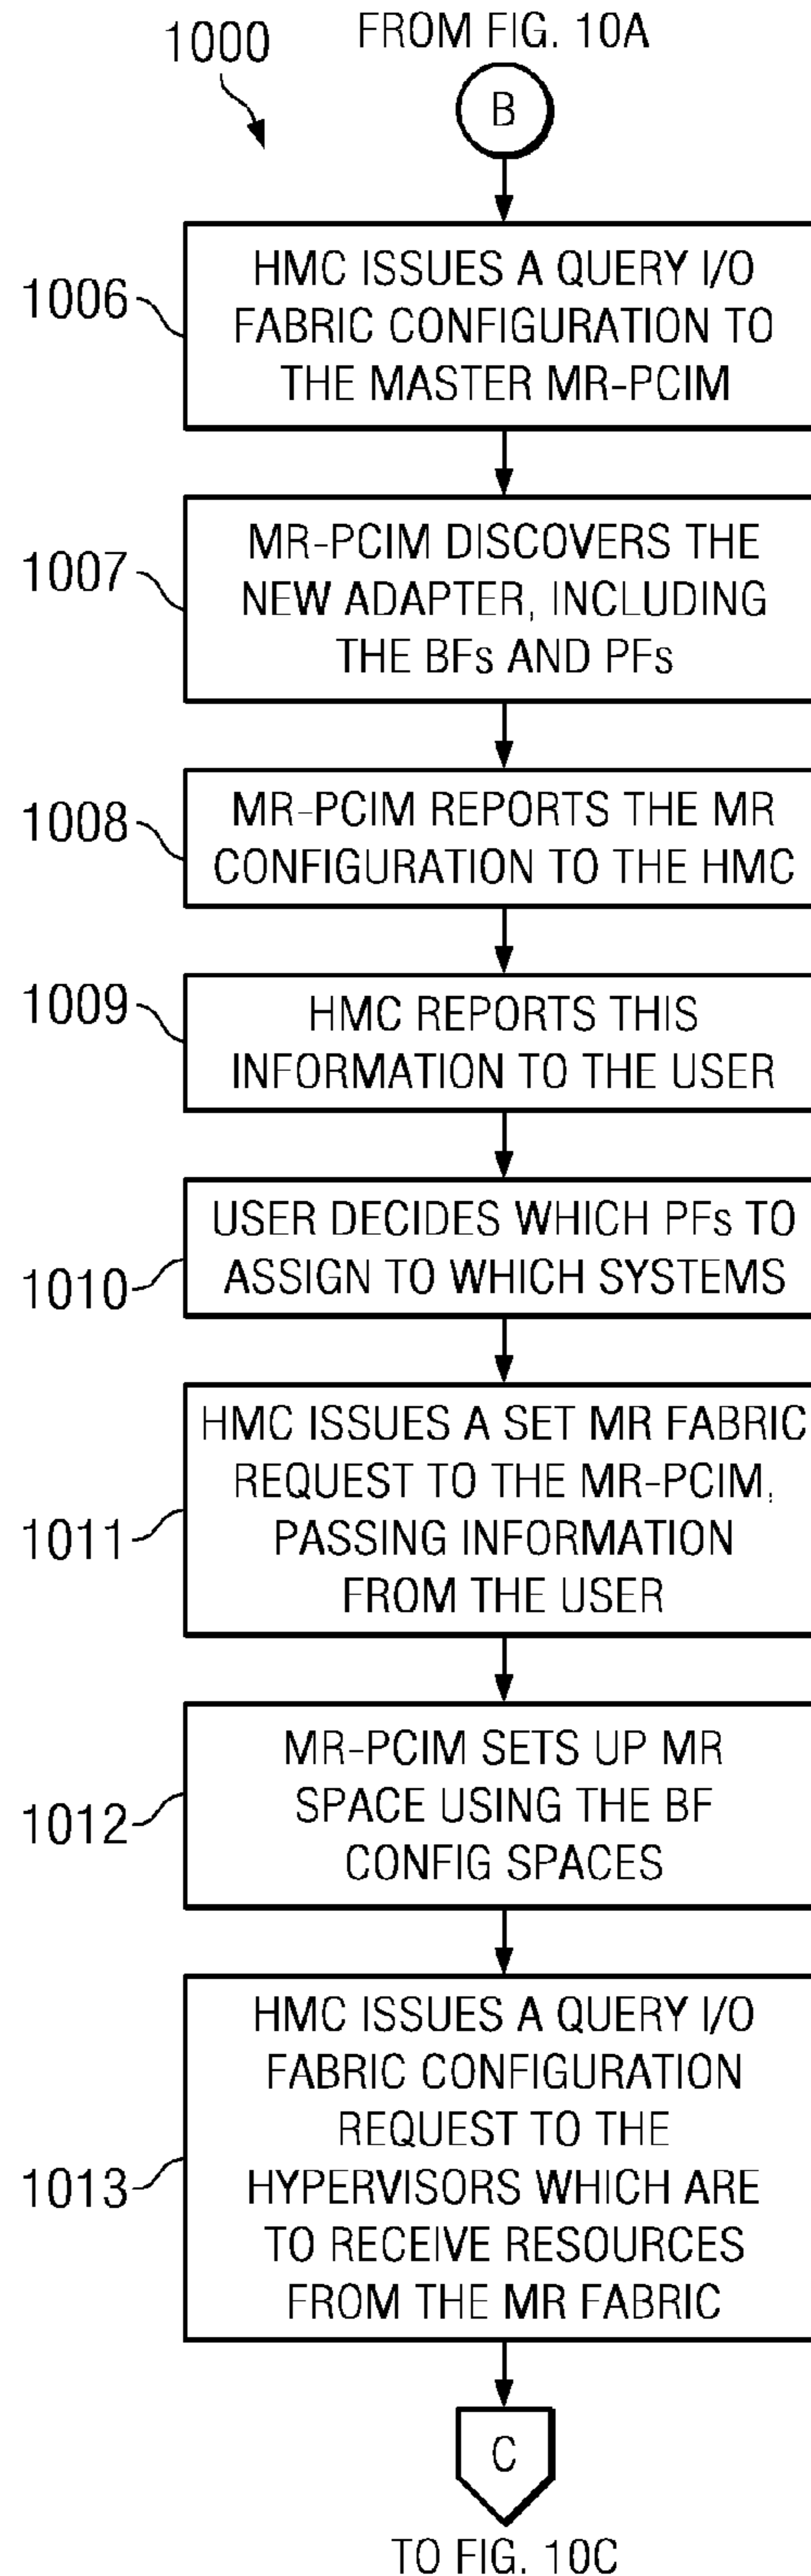 1000
FROM FIG. 10A
B
1006
HMC ISSUES A QUERY I/O
FABRIC CONFIGURATION TO
THE MASTER MR-PCIM
1007
MR-PCIM DISCOVERS THE
NEW ADAPTER, INCLUDING
THE BFs AND PFs
1008
MR-PCIM REPORTS THE MR
CONFIGURATION TO THE HMC
1009
HMC REPORTS THIS
INFORMATION TO THE USER
1010
USER DECIDES WHICH PFs TO
ASSIGN TO WHICH SYSTEMS
1011
HMC ISSUES A SET MR FABRIC
REQUEST TO THE MR-PCIM,
PASSING INFORMATION
FROM THE USER
1012
MR-PCIM SETS UP MR
SPACE USING THE BF
CONFIG SPACES
1013
HMC ISSUES A QUERY I/O
FABRIC CONFIGURATION
REQUEST TO THE
HYPERVISORS WHICH ARE
TO RECEIVE RESOURCES
FROM THE MR FABRIC
C
TO FIG. 10C